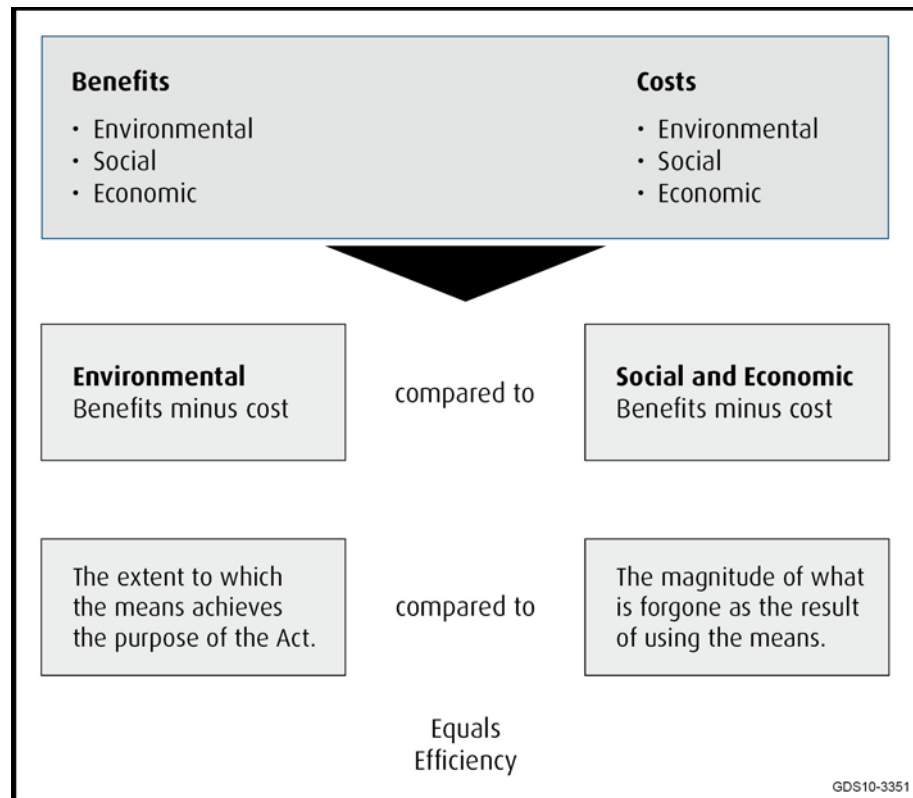 Benefits
• Environmental
• Social
• Economic
Costs
• Environmental
• Social
• Economic
Environmental
Benefits minus cost
compared to
Social and Economic
Benefits minus cost
The extent to which
the means achieves
the purpose of the Act.
compared to
The magnitude of what
is forgone as the result
of using the means.
Equals
Efficiency
GDS10-3351